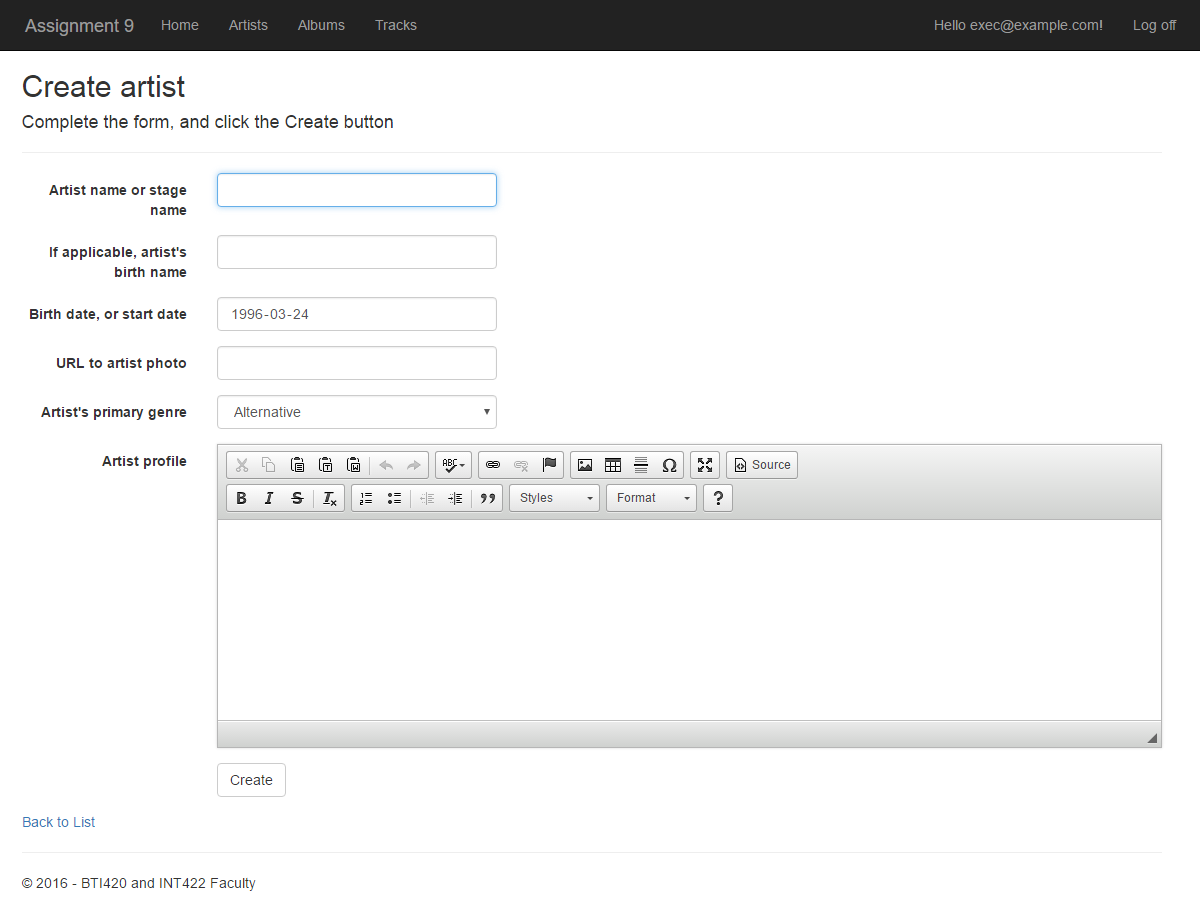 Assignment 9 Home Artists Albums Tracks Hello exec@example.com! Log off
Create artist
Complete the form, and click the Create button
Artist name or stage
name
If applicable, artist's
birth name
Birth date, or start date 1996-03-24
URL to artist photo
Artist's primary genre Alternative
Artist profile
ABC Ω Source
B I S Ix Styles Format ?
Create
Back to List
© 2016 - BTI420 and INT422 Faculty